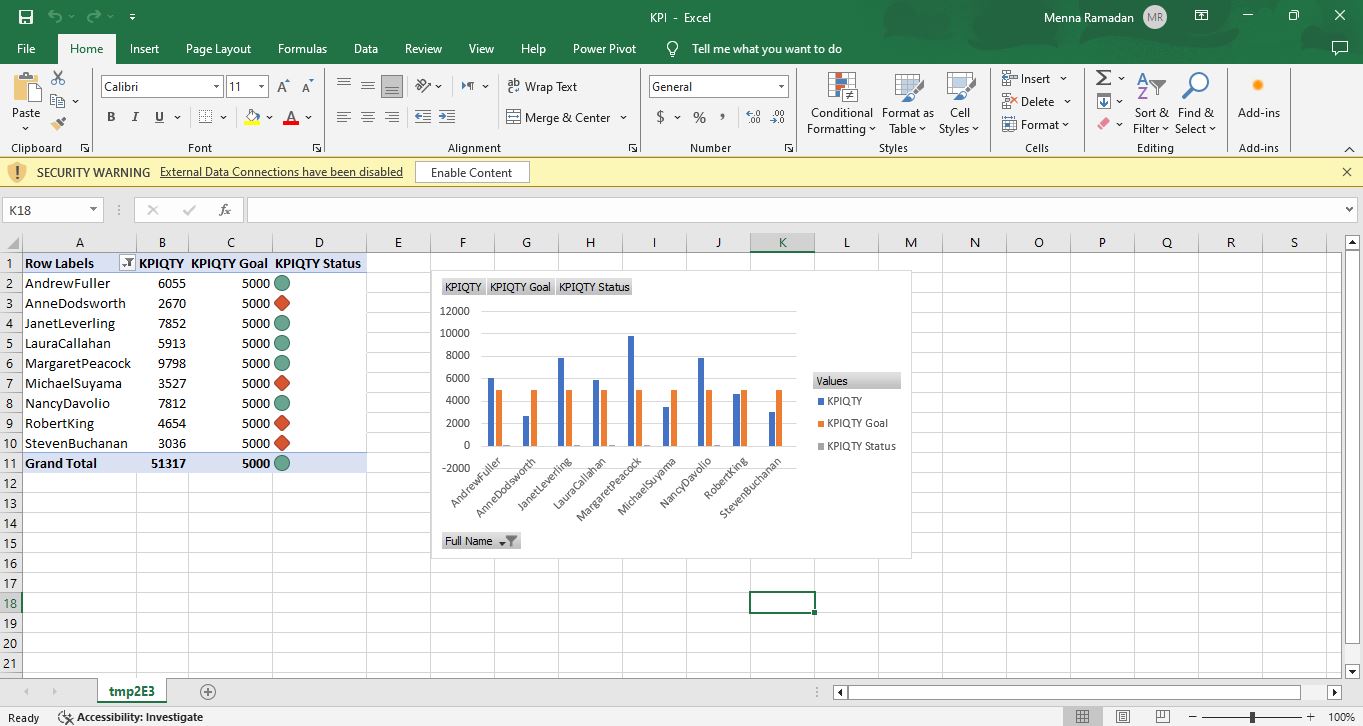 KPI - Excel
Menna Ramadan MR
File Home Insert Page Layout Formulas Data Review View Help Power Pivot Tell me what you want to do
Paste
Clipboard
Calibri 11
B I U
Font
Wrap Text
Merge & Center
Alignment
General
$ % ,
Number
Conditional Formatting
Format as Table
Cell Styles
Styles
Insert
Delete
Format
Cells
Sort & Filter
Find & Select
Editing
Add-ins
Add-ins
SECURITY WARNING External Data Connections have been disabled Enable Content
K18 fx
A B C D E F G H I J K L M N O P Q R S
1 Row Labels KPIQTY KPIQTY Goal KPIQTY Status
2 AndrewFuller 6055 5000
3 AnneDodsworth 2670 5000
4 JanetLeverling 7852 5000
5 LauraCallahan 5913 5000
6 MargaretPeacock 9798 5000
7 MichaelSuyama 3527 5000
8 NancyDavolio 7812 5000
9 RobertKing 4654 5000
10 StevenBuchanan 3036 5000
11 Grand Total 51317 5000
12
13
14
15
16
17
18
19
20
21
KPIQTY KPIQTY Goal KPIQTY Status
12000
10000
8000
6000
4000
2000
0
-2000
AndrewFuller
AnneDodsworth
JanetLeverling
LauraCallahan
MargaretPeacock
MichaelSuyama
NancyDavolio
RobertKing
StevenBuchanan
Values
KPIQTY
KPIQTY Goal
KPIQTY Status
Full Name
tmp2E3
Ready Accessibility: Investigate 100%